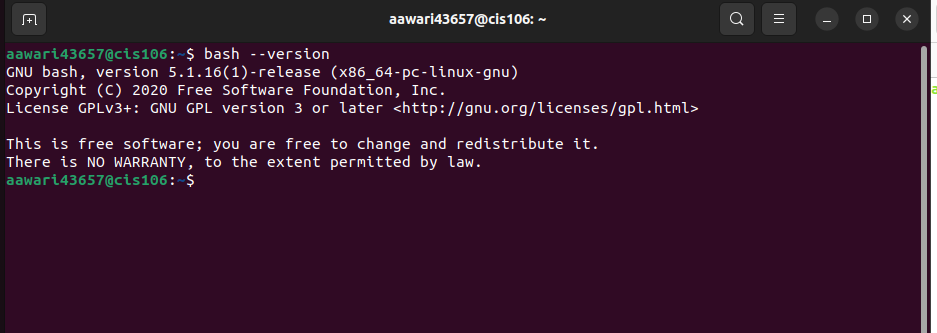 aawari43657@cis106: ~
aawari43657@cis106:~$ bash --version
GNU bash, version 5.1.16(1)-release (x86_64-pc-linux-gnu)
Copyright (C) 2020 Free Software Foundation, Inc.
License GPLv3+: GNU GPL version 3 or later <http://gnu.org/licenses/gpl.html>
This is free software; you are free to change and redistribute it.
There is NO WARRANTY, to the extent permitted by law.
aawari43657@cis106:~$